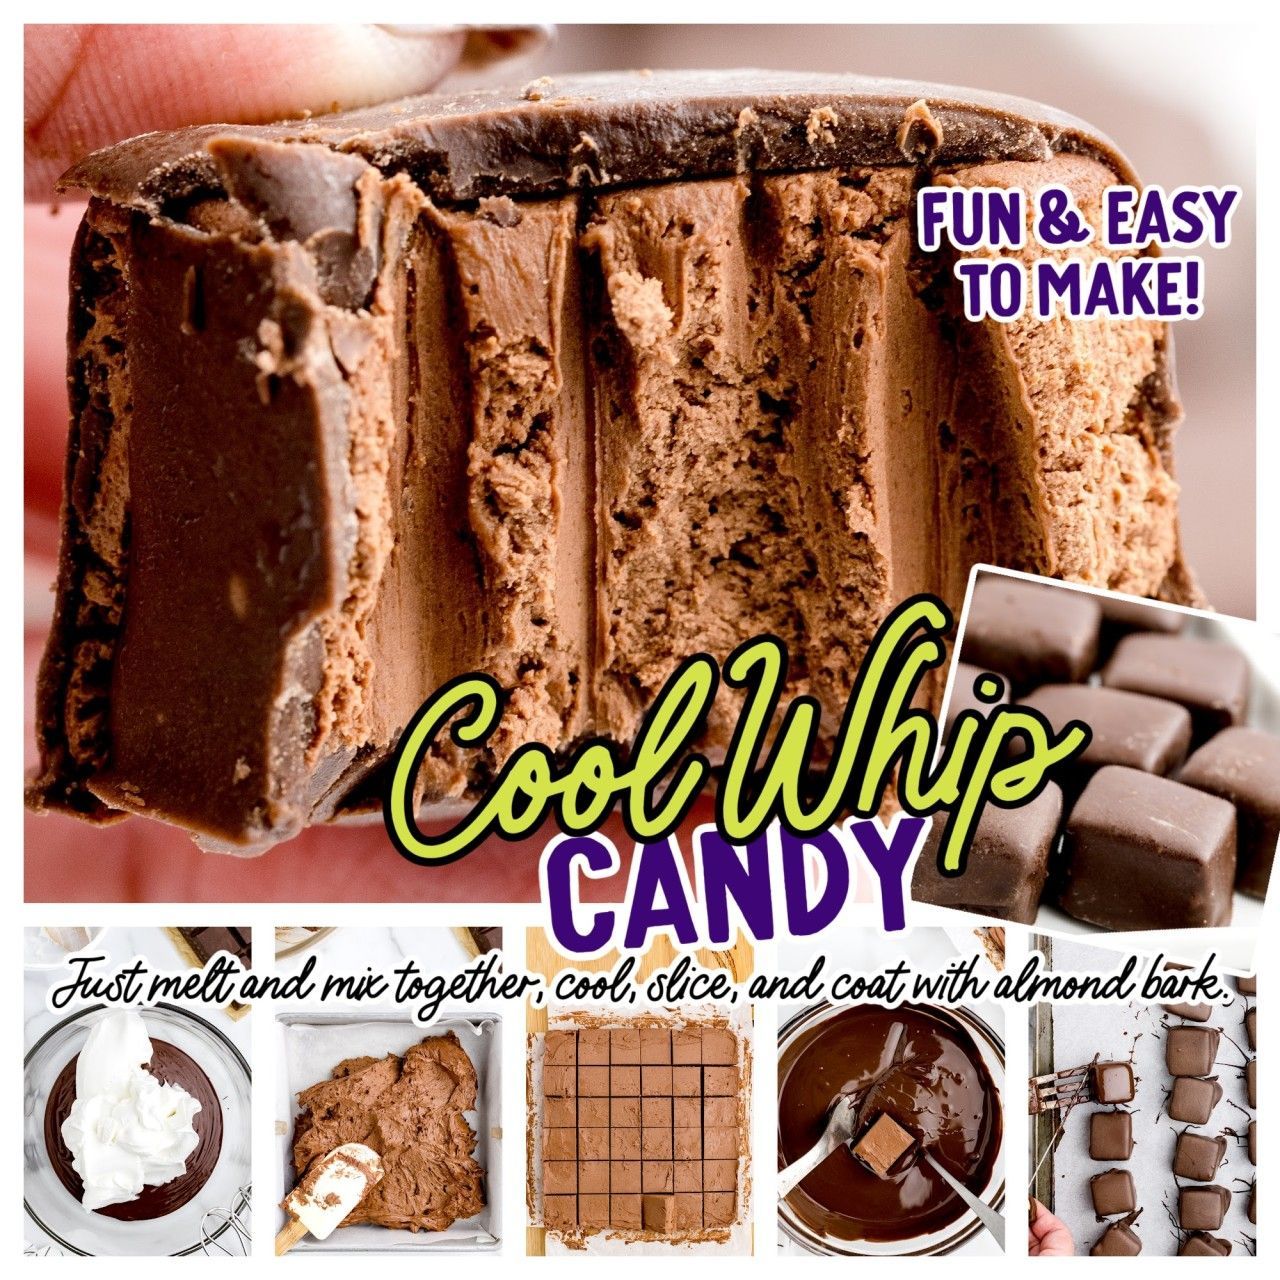 FUN & EASY
TO MAKE!
Cool Whip
CANDY
Just melt and mix together, cool, slice, and coat with almond bark.